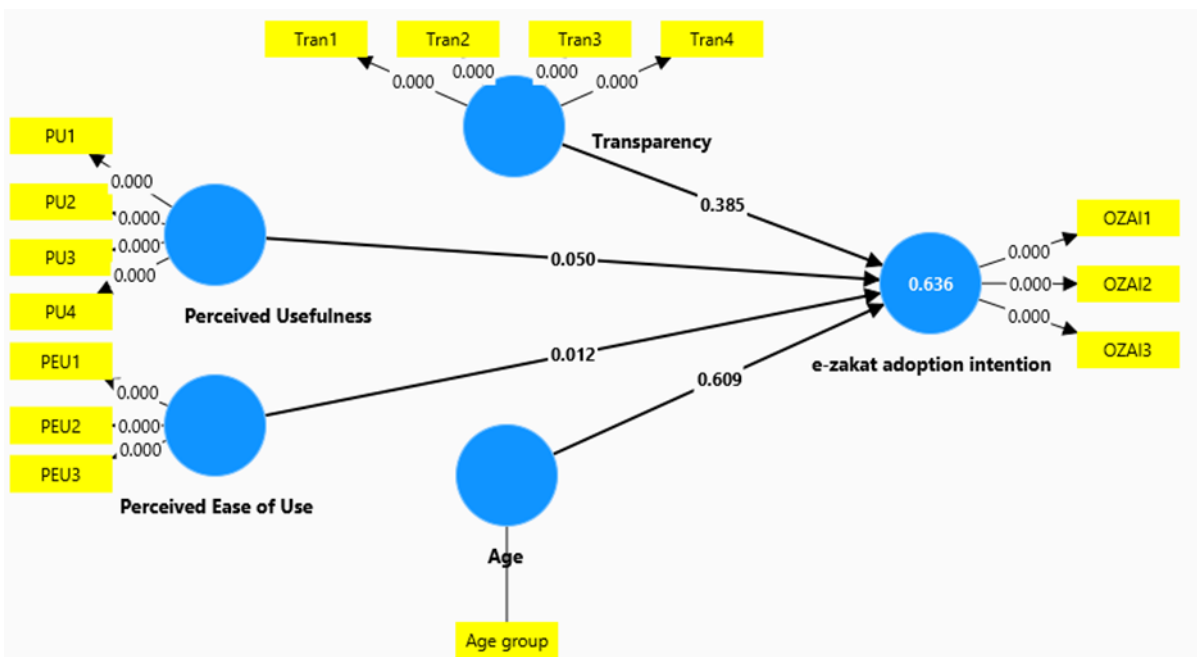 Tran1 Tran2 Tran3 Tran4
0.000 0.000 0.000 0.000
Transparency
PU1
PU2
PU3
PU4
0.000
0.000
0.000
0.000
Perceived Usefulness
PEU1
PEU2
PEU3
0.000
0.000
0.000
Perceived Ease of Use
0.385
0.050
0.012
0.609
Age
Age group
0.636
e-zakat adoption intention
0.000
0.000
0.000
OZAI1
OZAI2
OZAI3